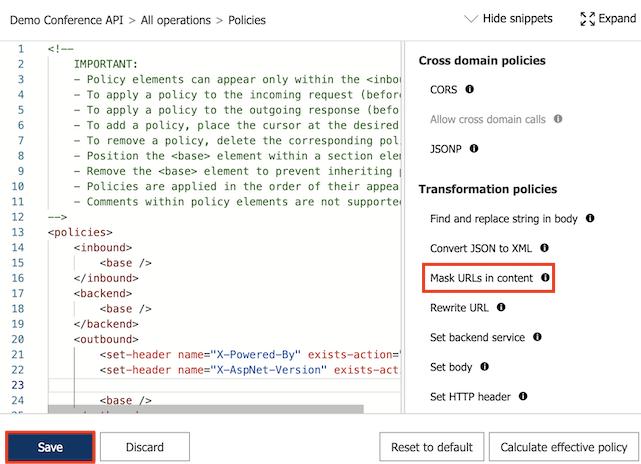 Demo Conference API > All operations > Policies
Hide snippets
Expand
1 <!--
2 IMPORTANT:
3 - Policy elements can appear only within the <inbou
4 - To apply a policy to the incoming request (before
5 - To apply a policy to the outgoing response (befor
6 - To add a policy, place the cursor at the desired
7 - To remove a policy, delete the corresponding pol
8 - Position the <base> element within a section elem
9 - Remove the <base> element to prevent inheriting p
10 - Policies are applied in the order of their appea
11 - Comments within policy elements are not supported
12 -->
13 <policies>
14 <inbound>
15 <base />
16 </inbound>
17 <backend>
18 <base />
19 </backend>
20 <outbound>
21 <set-header name="X-Powered-By" exists-action="
22 <set-header name="X-AspNet-Version" exists-acti
23
24 <base />
Cross domain policies
CORS
Allow cross domain calls
JSONP
Transformation policies
Find and replace string in body
Convert JSON to XML
Mask URLs in content
Rewrite URL
Set backend service
Set body
Set HTTP header
Save
Discard
Reset to default
Calculate effective policy